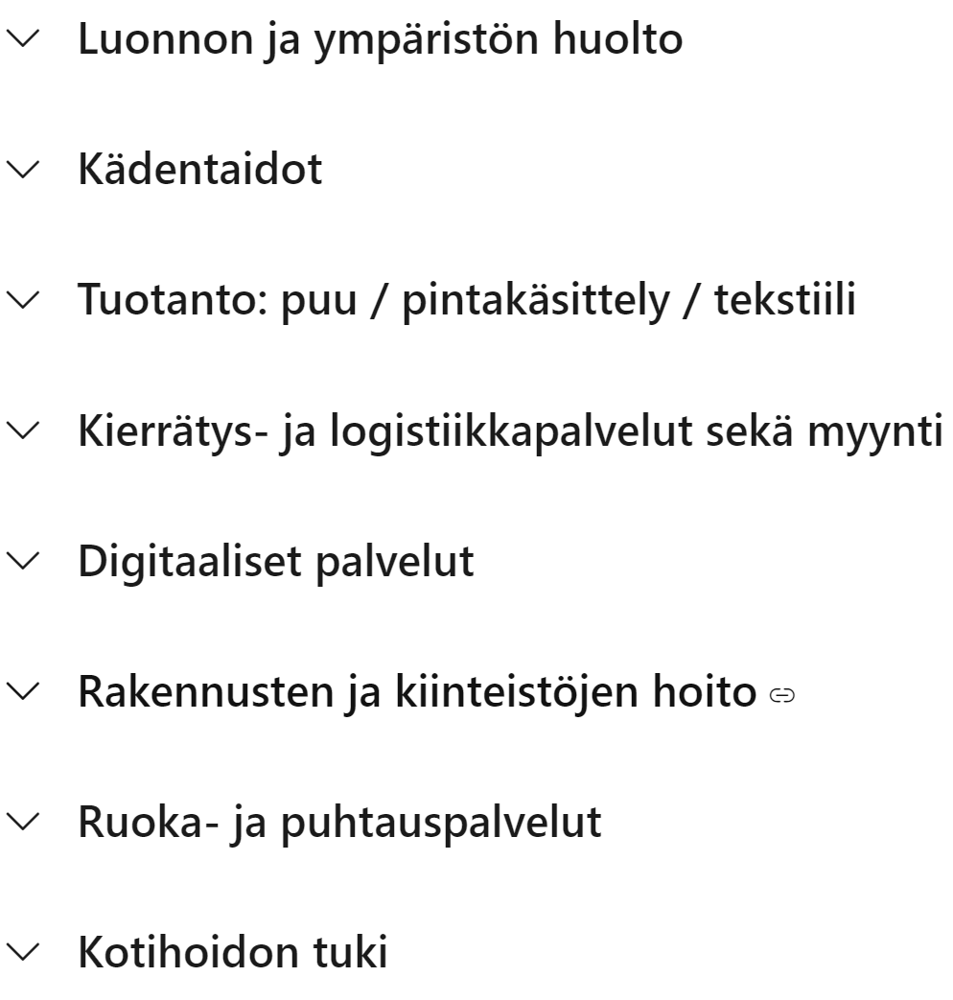 Luonnon ja ympäristön huolto
Kädentaidot
Tuotanto: puu / pintakäsittely / tekstiili
Kierrätys- ja logistiikkapalvelut sekä myynti
Digitaaliset palvelut
Rakennusten ja kiinteistöjen hoito
Ruoka- ja puhtauspalvelut
Kotihoidon tuki